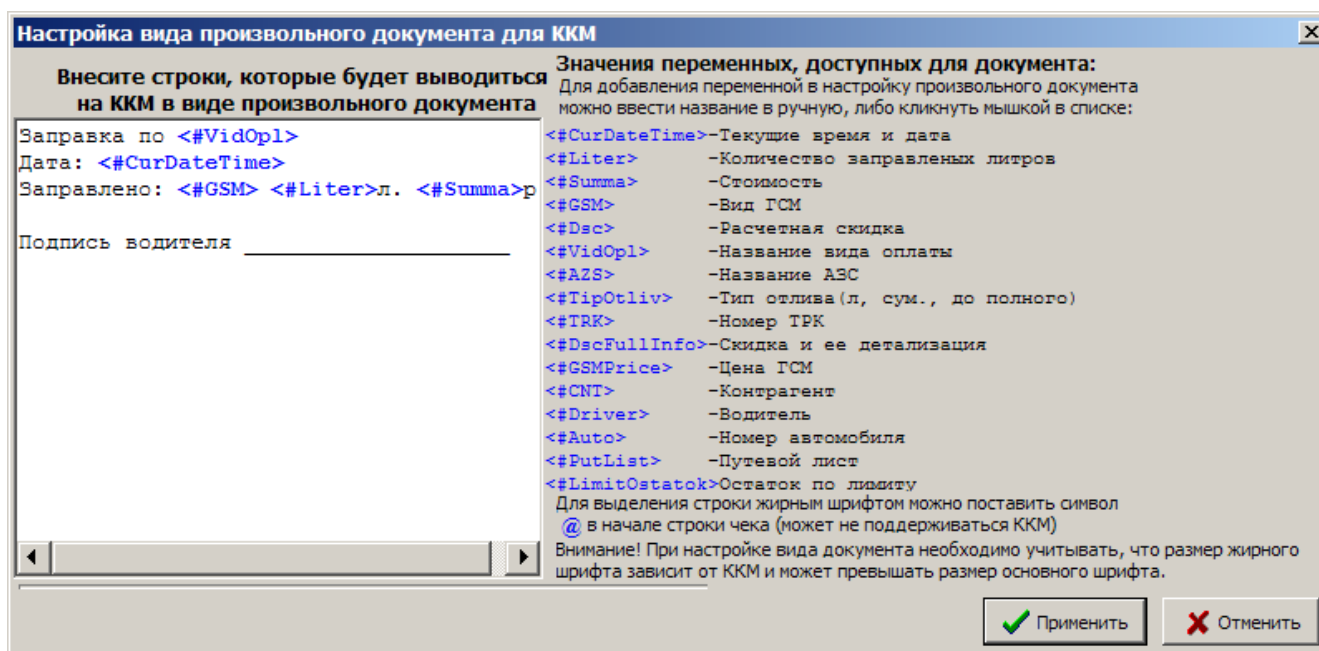 Настройка вида произвольного документа для ККМ
Внесите строки, которые будет выводиться
на ККМ в виде произвольного документа
Заправка по <#VidOpl>
Дата: <#CurDateTime>
Заправлено: <#GSM> <#Liter>л. <#Summa>р
Подпись водителя ____________________
Значения переменных, доступных для документа:
Для добавления переменной в настройку произвольного документа
можно ввести название в ручную, либо кликнуть мышкой в списке:
<#CurDateTime>-Текущие время и дата
<#Liter> -Количество заправленых литров
<#Summa> -Стоимость
<#GSM> -Вид ГСМ
<#Dsc> -Расчетная скидка
<#VidOpl> -Название вида оплаты
<#AZS> -Название АЗС
<#TipOtliv> -Тип отлива(л, сум., до полного)
<#TRK> -Номер ТРК
<#DscFullInfo>-Скидка и ее детализация
<#GSMPrice> -Цена ГСМ
<#CNT> -Контрагент
<#Driver> -Водитель
<#Auto> -Номер автомобиля
<#PutList> -Путевой лист
<#LimitOstatok>Остаток по лимиту
Для выделения строки жирным шрифтом можно поставить символ
@ в начале строки чека (может не поддерживаться ККМ)
Внимание! При настройке вида документа необходимо учитывать, что размер жирного
шрифта зависит от ККМ и может превышать размер основного шрифта.
Применить
Отменить